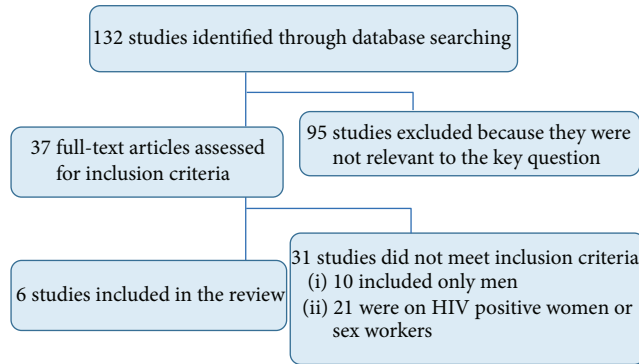 132 studies identified through database searching
37 full-text articles assessed
for inclusion criteria
95 studies excluded because they were
not relevant to the key question
6 studies included in the review
31 studies did not meet inclusion criteria
(i) 10 included only men
(ii) 21 were on HIV positive women or
sex workers